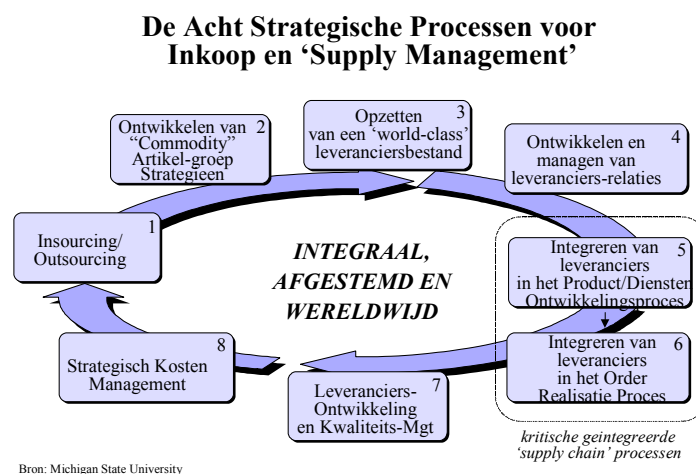 De Acht Strategische Processen voor
Inkoop en ‘Supply Management’
1
Insourcing/
Outsourcing
2
Ontwikkelen van
“Commodity”
Artikel-groep
Strategieen
3
Opzetten
van een ‘world-class’
leveranciersbestand
4
Ontwikkelen en
managen van
leveranciers-relaties
5
Integreren van
leveranciers
in het Product/Diensten
Ontwikkelingsproces
6
Integreren van
leveranciers
in het Order
Realisatie Proces
7
Leveranciers-
Ontwikkeling
en Kwaliteits-Mgt
8
Strategisch Kosten
Management
INTEGRAAL,
AFGESTEMD EN
WERELDWIJD
kritische geintegreerde
‘supply chain’ processen
Bron: Michigan State University